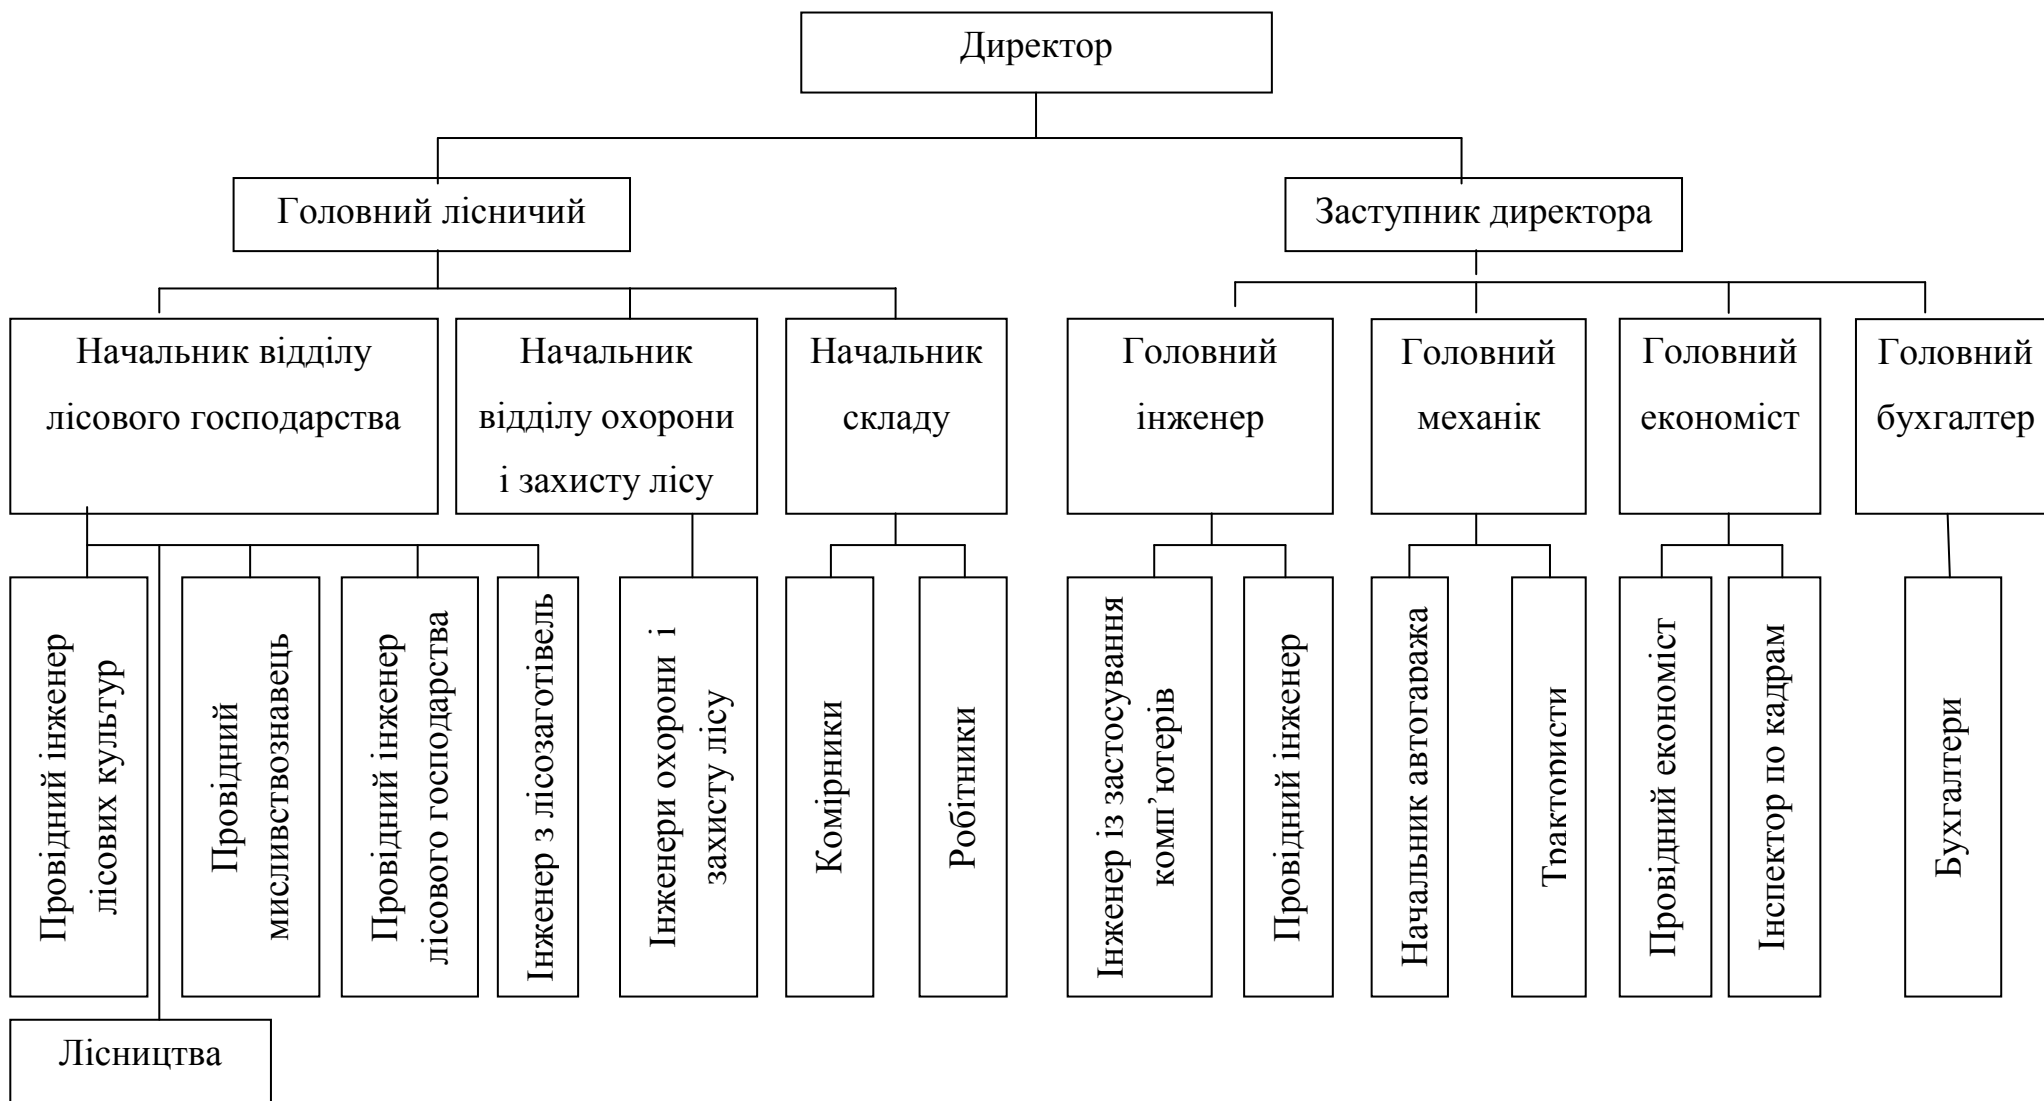 Директор
Головний лісничий
Заступник директора
Начальник відділу
лісового господарства
Начальник
відділу охорони
і захисту лісу
Начальник
складу
Головний
інженер
Головний
механік
Головний
економіст
Головний
бухгалтер
Провідний інженер
лісових культур
Провідний
мисливствознавець
Провідний інженер
лісового господарства
Інженер з лісозаготівель
Інженери охорони і
захисту лісу
Комірники
Робітники
Інженер із застосування
комп’ютерів
Провідний інженер
Начальник автогаража
Трактористи
Провідний економіст
Інспектор по кадрам
Бухгалтери
Лісництва